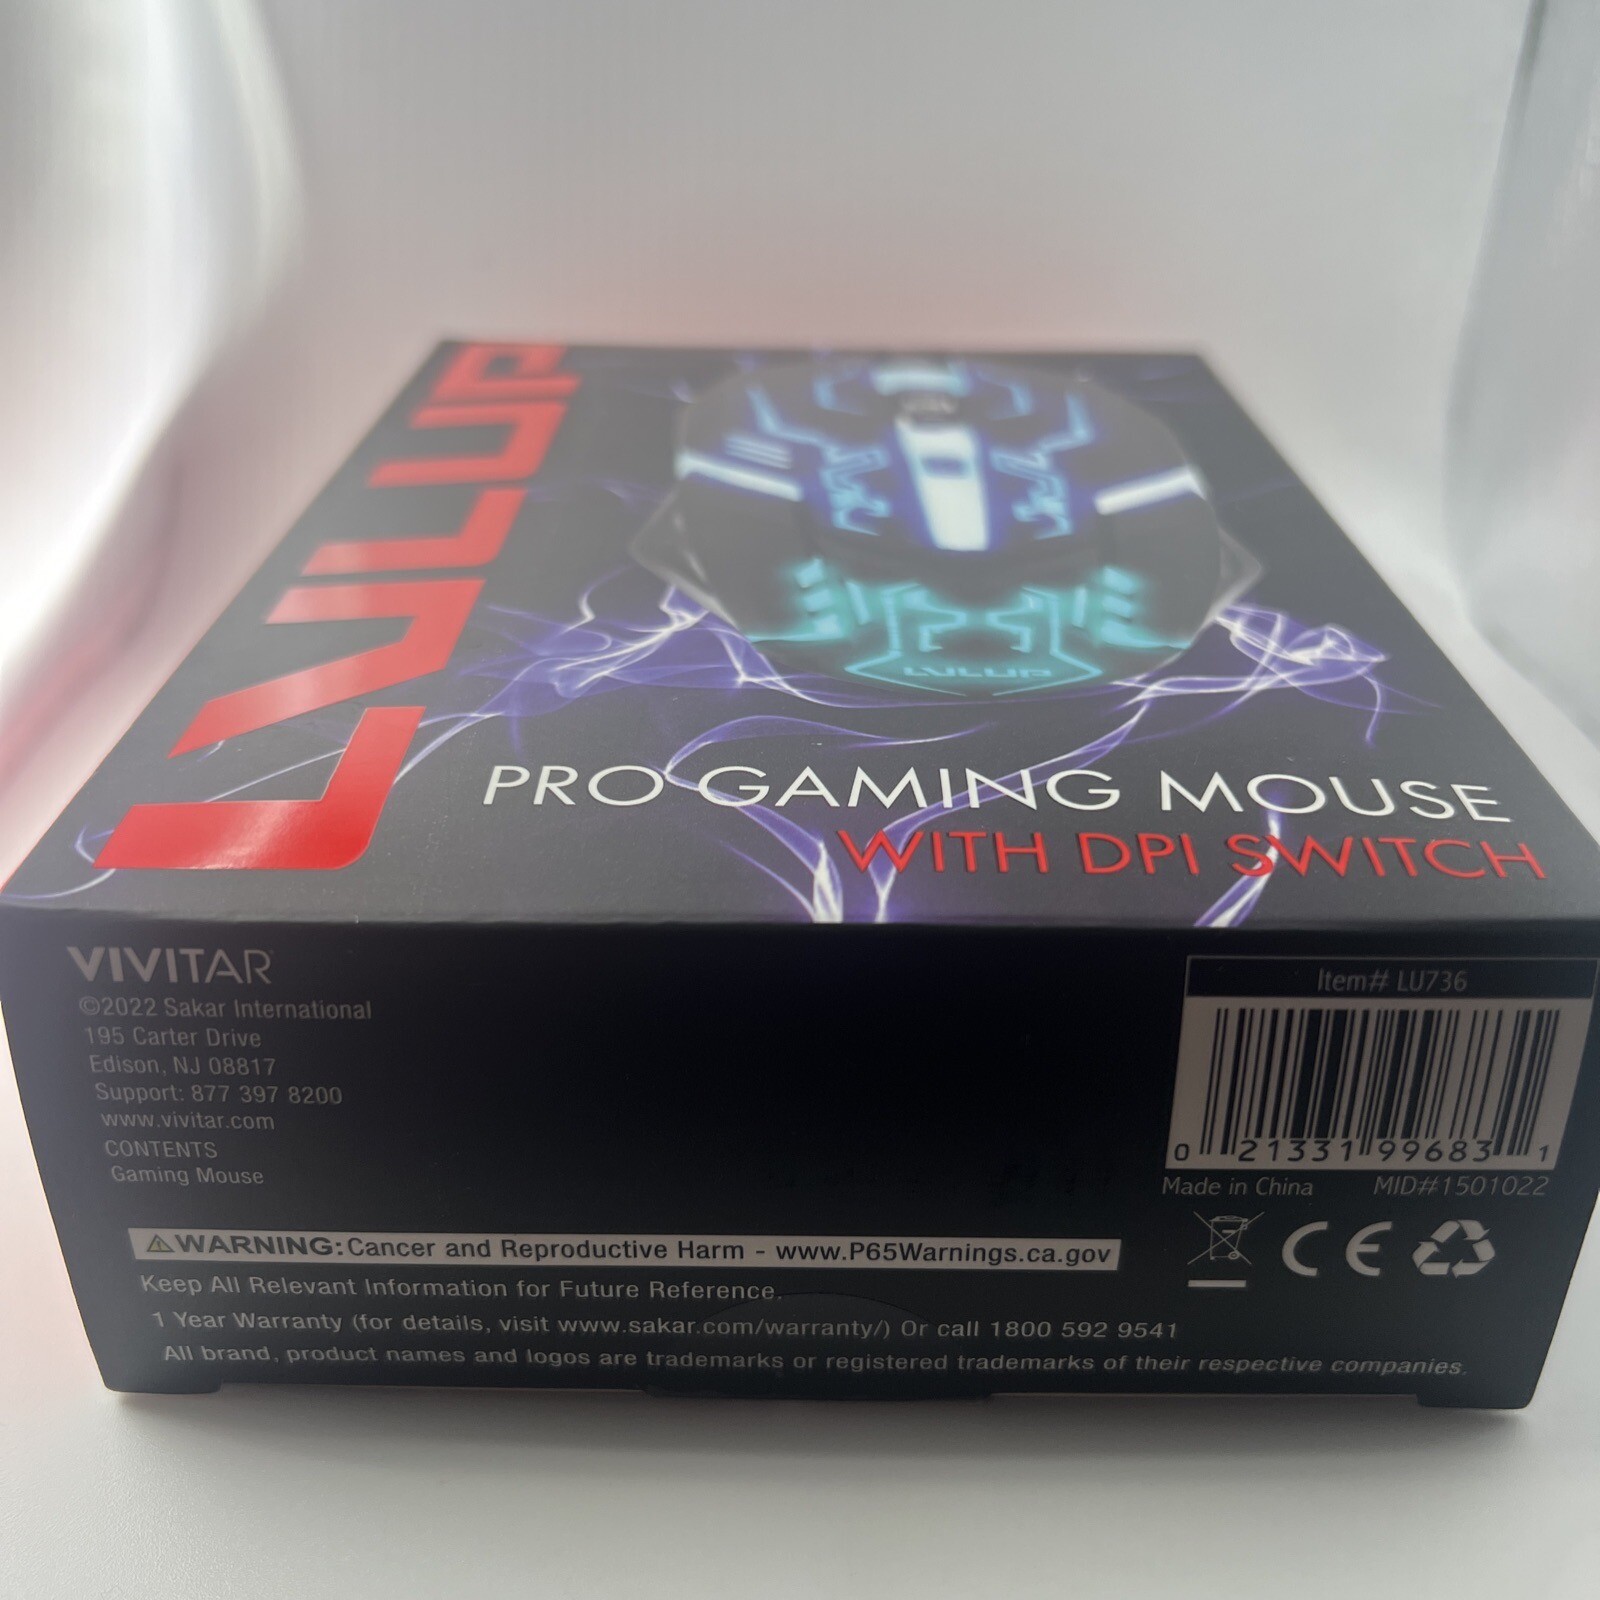 LVLUP
LVLUP
PRO GAMING MOUSE
WITH DPI SWITCH
VIVITAR
©2022 Sakar International
195 Carter Drive
Edison, NJ 08817
Support: 877 397 8200
www.vivitar.com
CONTENTS
Gaming Mouse
Item# LU736
0 21331 99683 1
Made in China MID#1501022
CE
⚠WARNING: Cancer and Reproductive Harm - www.P65Warnings.ca.gov
Keep All Relevant Information for Future Reference.
1 Year Warranty (for details, visit www.sakar.com/warranty/) Or call 1800 592 9541
All brand, product names and logos are trademarks or registered trademarks of their respective companies.